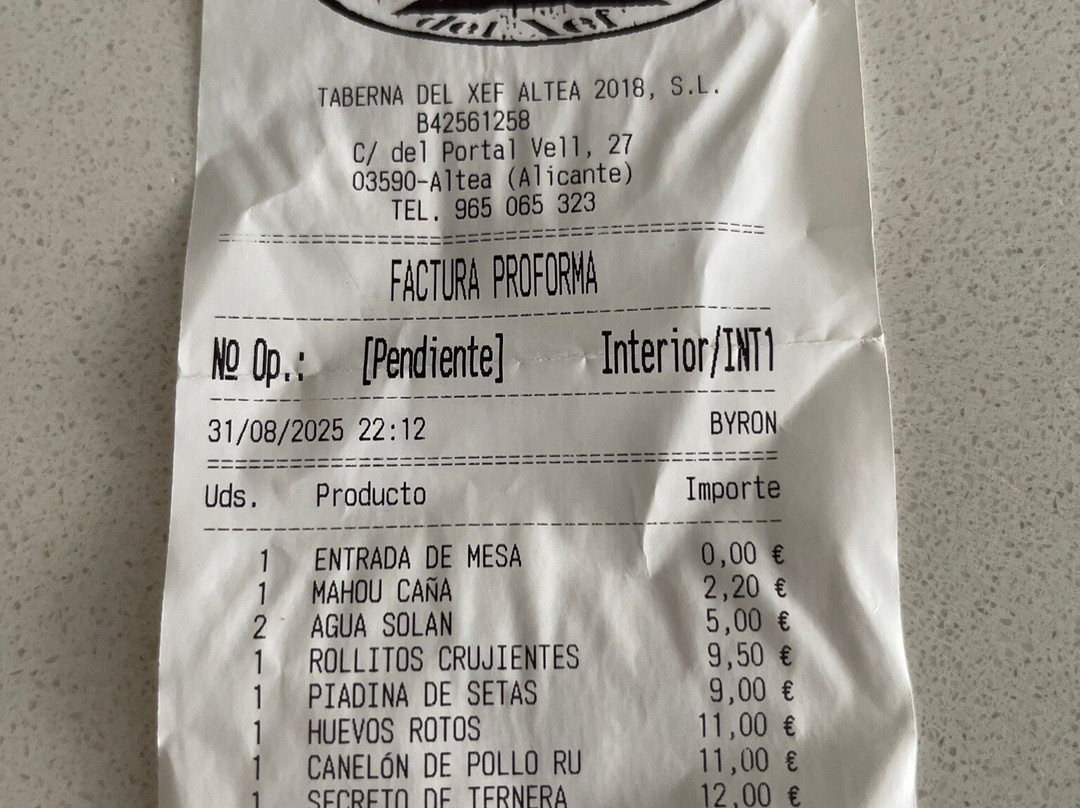 del Xef
TABERNA DEL XEF ALTEA 2018, S.L.
B42561258
C/ del Portal Vell, 27
03590-Altea (Alicante)
TEL. 965 065 323
FACTURA PROFORMA
Nº Op.: [Pendiente] Interior/INT1
31/08/2025 22:12 BYRON
Uds. Producto Importe
1 ENTRADA DE MESA 0,00 €
1 MAHOU CAÑA 2,20 €
2 AGUA SOLAN 5,00 €
1 ROLLITOS CRUJIENTES 9,50 €
1 PIADINA DE SETAS 9,00 €
1 HUEVOS ROTOS 11,00 €
1 CANELÓN DE POLLO RU 11,00 €
1 SECRETO DE TERNERA 12,00 €